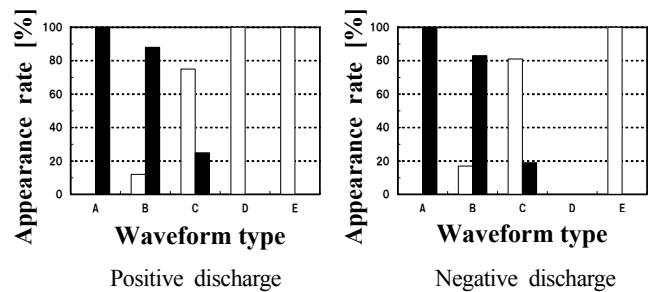 Appearance rate [%]
100
80
60
40
20
0
A B C D E
Waveform type
Positive discharge
Appearance rate [%]
100
80
60
40
20
0
A B C D E
Waveform type
Negative discharge